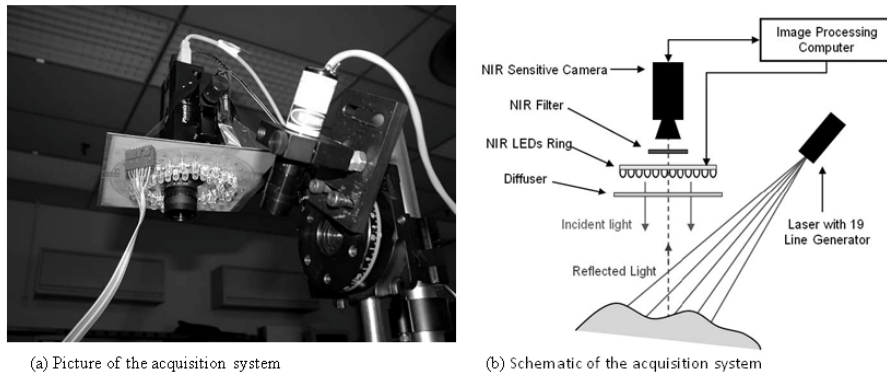 Image Processing
Computer
NIR Sensitive Camera
NIR Filter
NIR LEDs Ring
Diffuser
Incident light
Reflected Light
Laser with 19
Line Generator
(a) Picture of the acquisition system
(b) Schematic of the acquisition system